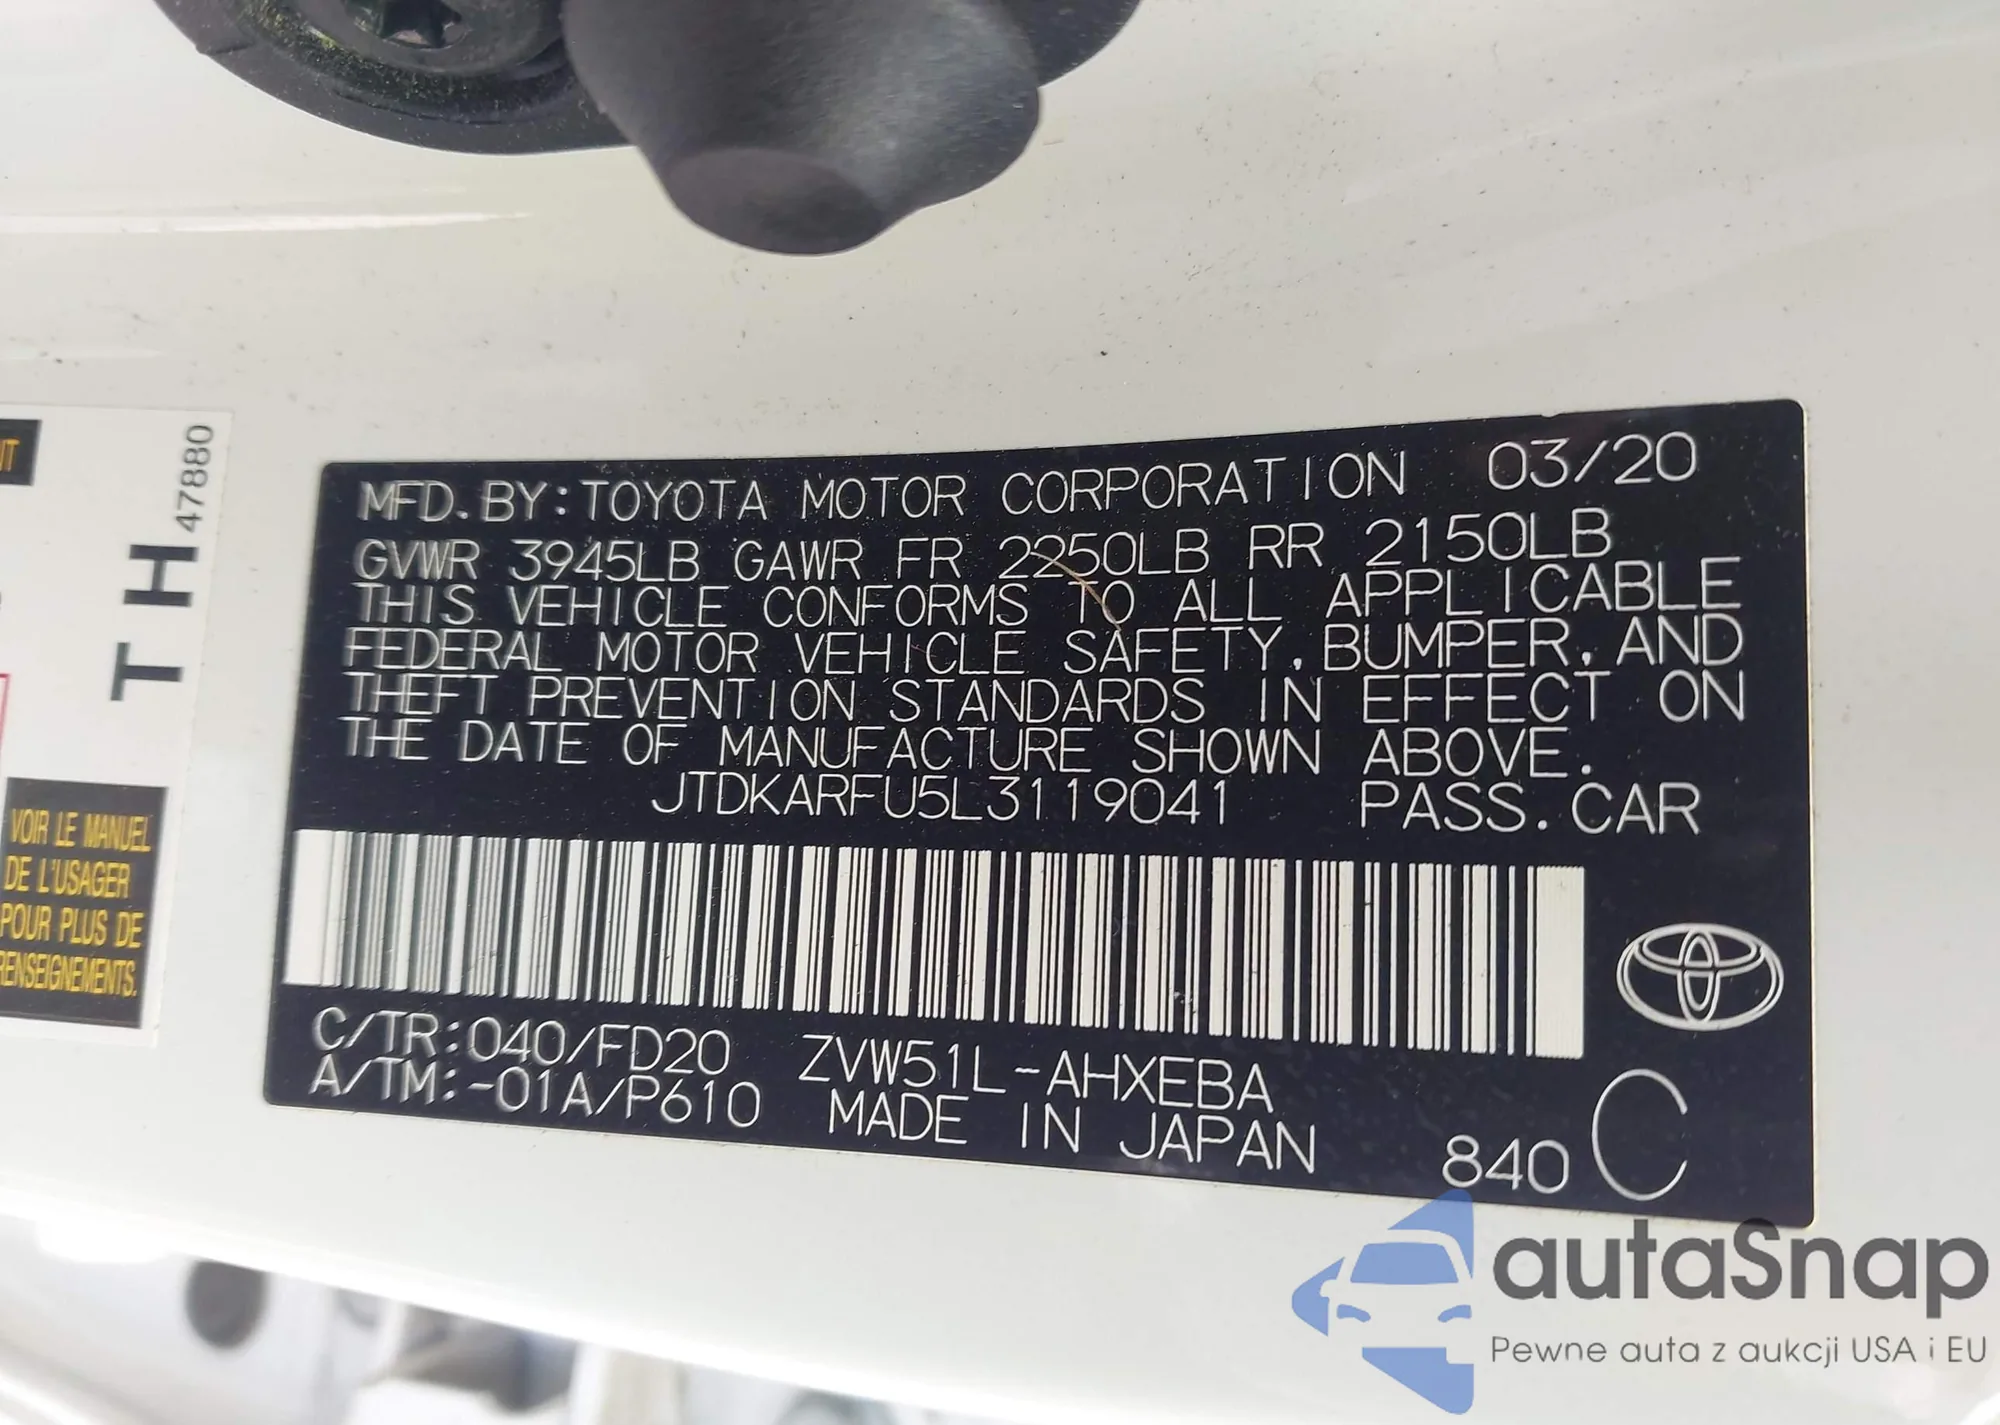 MFD. BY: TOYOTA MOTOR CORPORATION 03/20
GVWR 3945LB GAWR FR 2250LB RR 2150LB
THIS VEHICLE CONFORMS TO ALL APPLICABLE
FEDERAL MOTOR VEHICLE SAFETY, BUMPER, AND
THEFT PREVENTION STANDARDS IN EFFECT ON
THE DATE OF MANUFACTURE SHOWN ABOVE.
JTDKARFU5L3119041 PASS. CAR
C/TR:040/FD20 ZVW51L-AHXEBA
A/TM:-01A/P610 MADE IN JAPAN 840 C
TH 47880
VOIR LE MANUEL
DE L'USAGER
POUR PLUS DE
RENSEIGNEMENTS.
autaSnap
Pewne auta z aukcji USA i EU